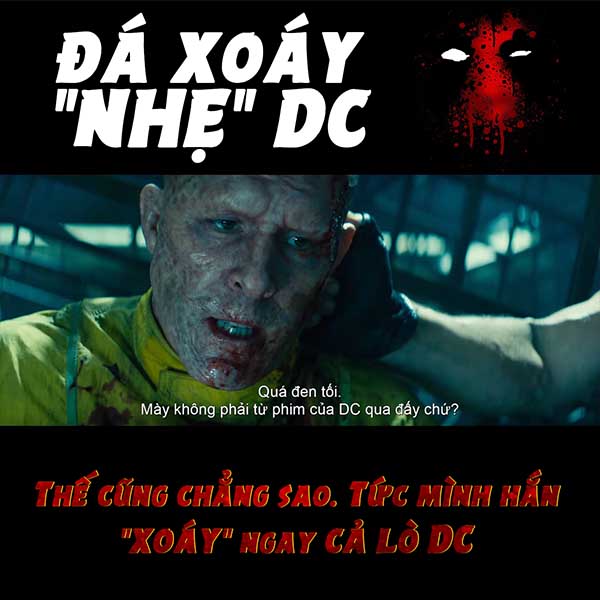 ĐÁ XOÁY
"NHẸ" DC
Quá đen tối.
Mày không phải từ phim của DC qua đấy chứ?
THẾ CŨNG CHẲNG SAO. TỨC MÌNH HẮN
"XOÁY" NGAY CẢ LÒ DC